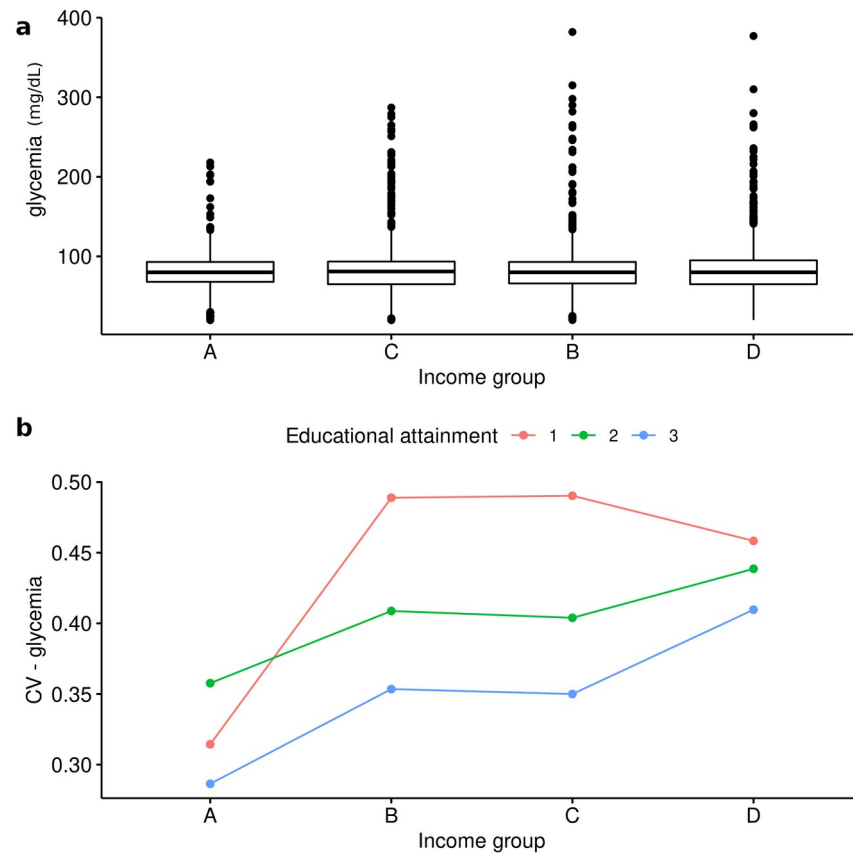 a
glycemia (mg/dL)
400
300
200
100
A C B D
Income group
b
Educational attainment 1 2 3
CV - glycemia
0.50
0.45
0.40
0.35
0.30
A B C D
Income group